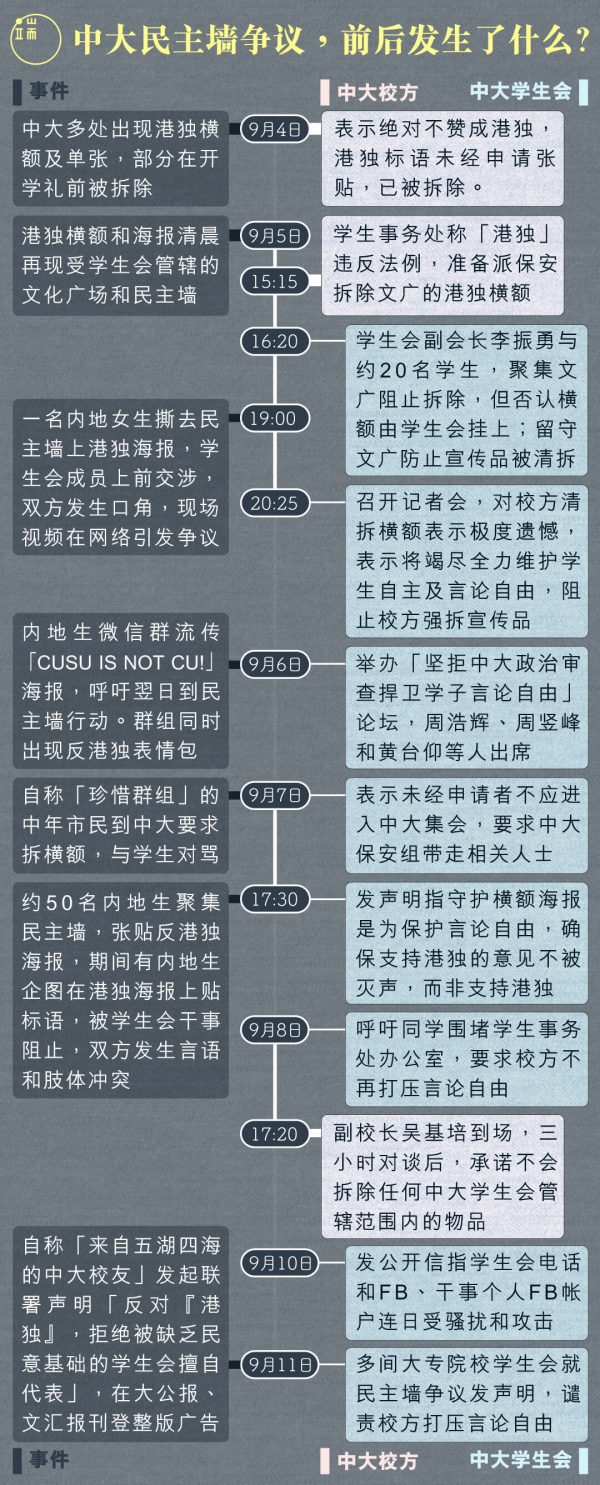 端
中大民主墙争议，前后发生了什么？
事件
中大校方
中大学生会
中大多处出现港独横
额及单张，部分在开
学礼前被拆除
9月4日
表示绝对不赞成港独，
港独标语未经申请张
贴，已被拆除。
港独横额和海报清晨
再现受学生会管辖的
文化广场和民主墙
9月5日
15:15
学生事务处称「港独」
违反法例，准备派保安
拆除文广的港独横额
16:20
学生会副会长李振勇与
约20名学生，聚集文
广阻止拆除，但否认横
额由学生会挂上；留守
文广防止宣传品被清拆
一名内地女生撕去民
主墙上港独海报，学
生会成员上前交涉，
双方发生口角，现场
视频在网络引发争议
19:00
20:25
召开记者会，对校方清
拆横额表示极度遗憾，
表示将竭尽全力维护学
生自主及言论自由，阻
止校方强拆宣传品
内地生微信群流传
「CUSU IS NOT CU!」
海报，呼吁翌日到民
主墙行动。群组同时
出现反港独表情包
9月6日
举办「坚拒中大政治审
查捍卫学子言论自由」
论坛，周浩辉、周竖峰
和黄台仰等人出席
自称「珍惜群组」的
中年市民到中大要求
拆横额，与学生对骂
9月7日
表示未经申请者不应进
入中大集会，要求中大
保安组带走相关人士
约50名内地生聚集
民主墙，张贴反港独
海报，期间有内地生
企图在港独海报上贴
标语，被学生会干事
阻止，双方发生言语
和肢体冲突
17:30
发声明指守护横额海报
是为保护言论自由，确
保支持港独的意见不被
灭声，而非支持港独
9月8日
呼吁同学围堵学生事务
处办公室，要求校方不
再打压言论自由
17:20
副校长吴基培到场，三
小时对谈后，承诺不会
拆除任何中大学生会管
辖范围内的物品
自称「来自五湖四海
的中大校友」发起联
署声明「反对『港
独』，拒绝被缺乏民
意基础的学生会擅自
代表」，在大公报、
文汇报刊登整版广告
9月10日
发公开信指学生会电话
和FB、干事个人FB帐
户连日受骚扰和攻击
9月11日
多间大专院校学生会就
民主墙争议发声明，谴
责校方打压言论自由
事件
中大校方
中大学生会